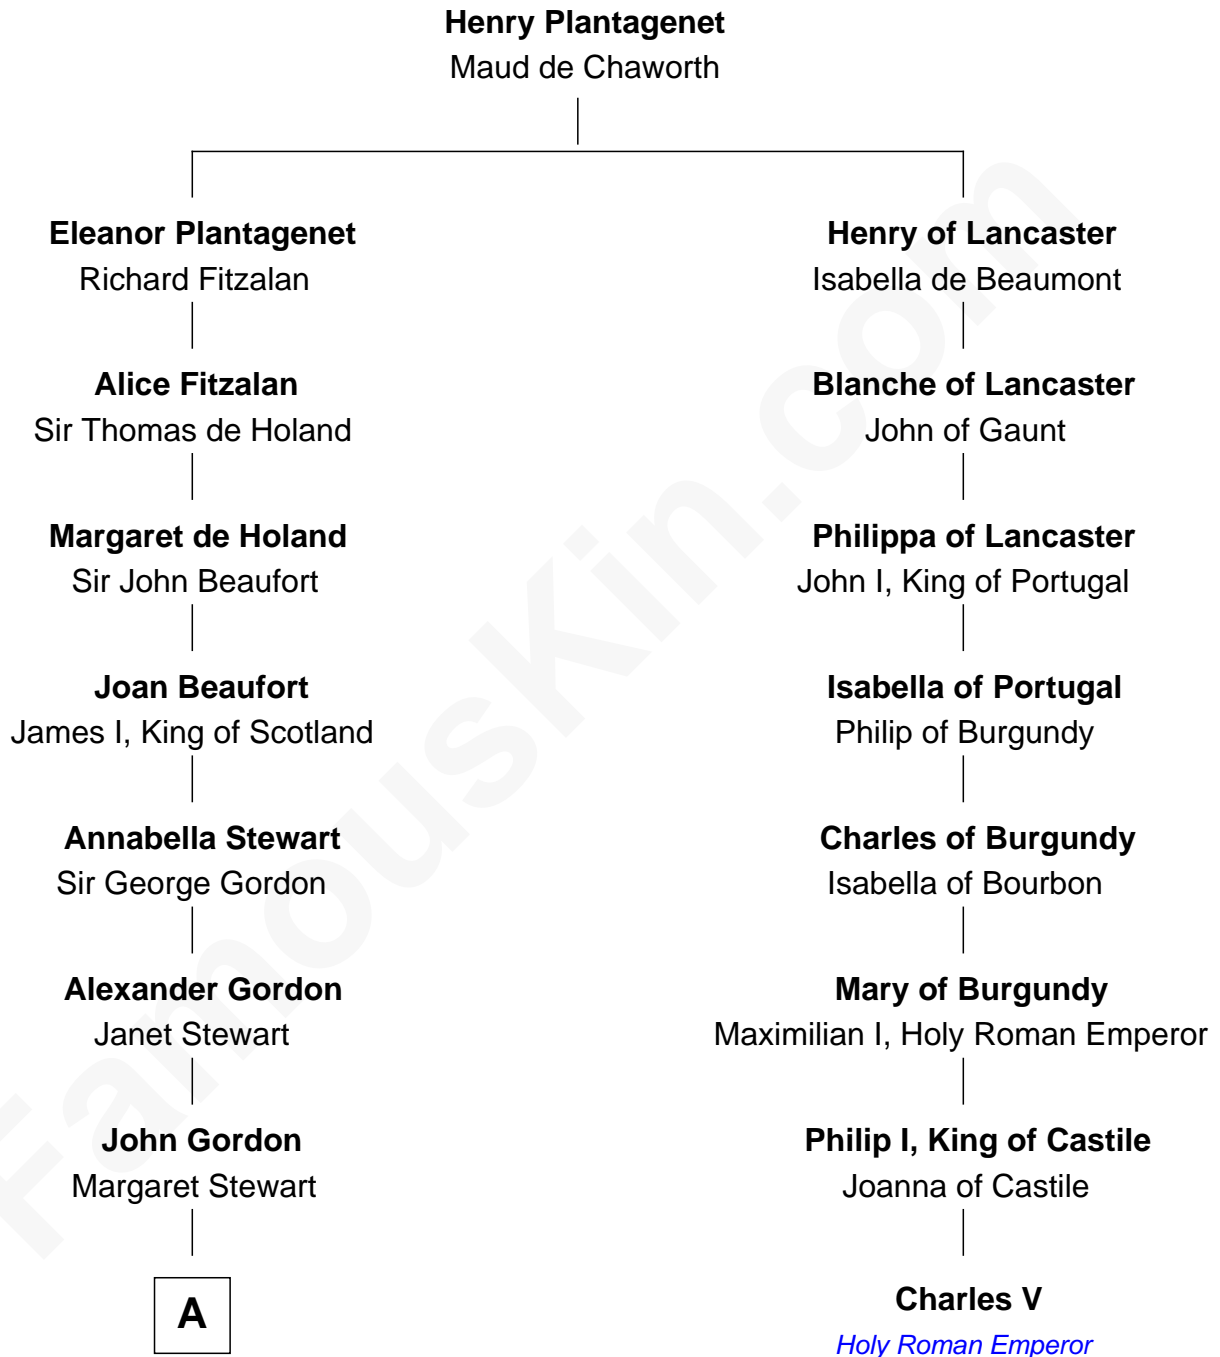 Henry Plantagenet
Maud de Chaworth
Eleanor Plantagenet
Richard Fitzalan
Henry of Lancaster
Isabella de Beaumont
Alice Fitzalan
Sir Thomas de Holand
Blanche of Lancaster
John of Gaunt
Margaret de Holand
Sir John Beaufort
Philippa of Lancaster
John I, King of Portugal
Joan Beaufort
James I, King of Scotland
Isabella of Portugal
Philip of Burgundy
Annabella Stewart
Sir George Gordon
Charles of Burgundy
Isabella of Bourbon
Alexander Gordon
Janet Stewart
Mary of Burgundy
Maximilian I, Holy Roman Emperor
John Gordon
Margaret Stewart
Philip I, King of Castile
Joanna of Castile
A
Charles V
Holy Roman Emperor
FamousKin.com